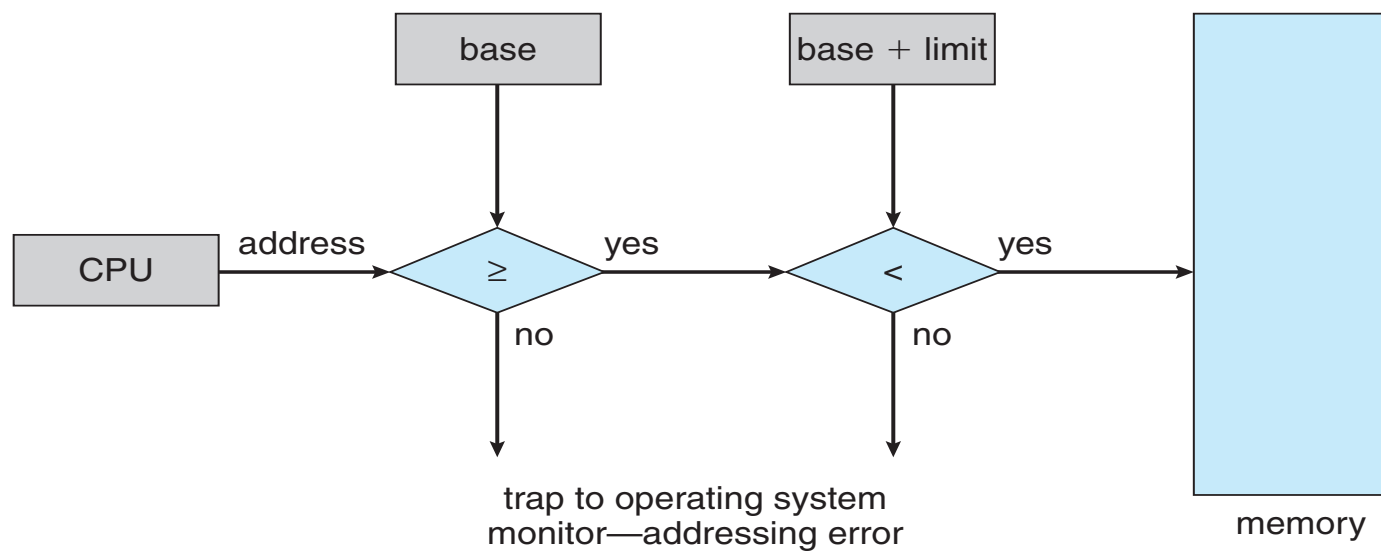 base
base + limit
CPU
address
≥
yes
<
yes
no
no
trap to operating system
monitor—addressing error
memory